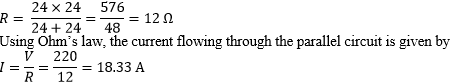 R = 24 × 24 / 24 + 24 = 576 / 48 = 12 Ω
Using Ohm's law, the current flowing through the parallel circuit is given by
I = V / R = 220 / 12 = 18.33 A